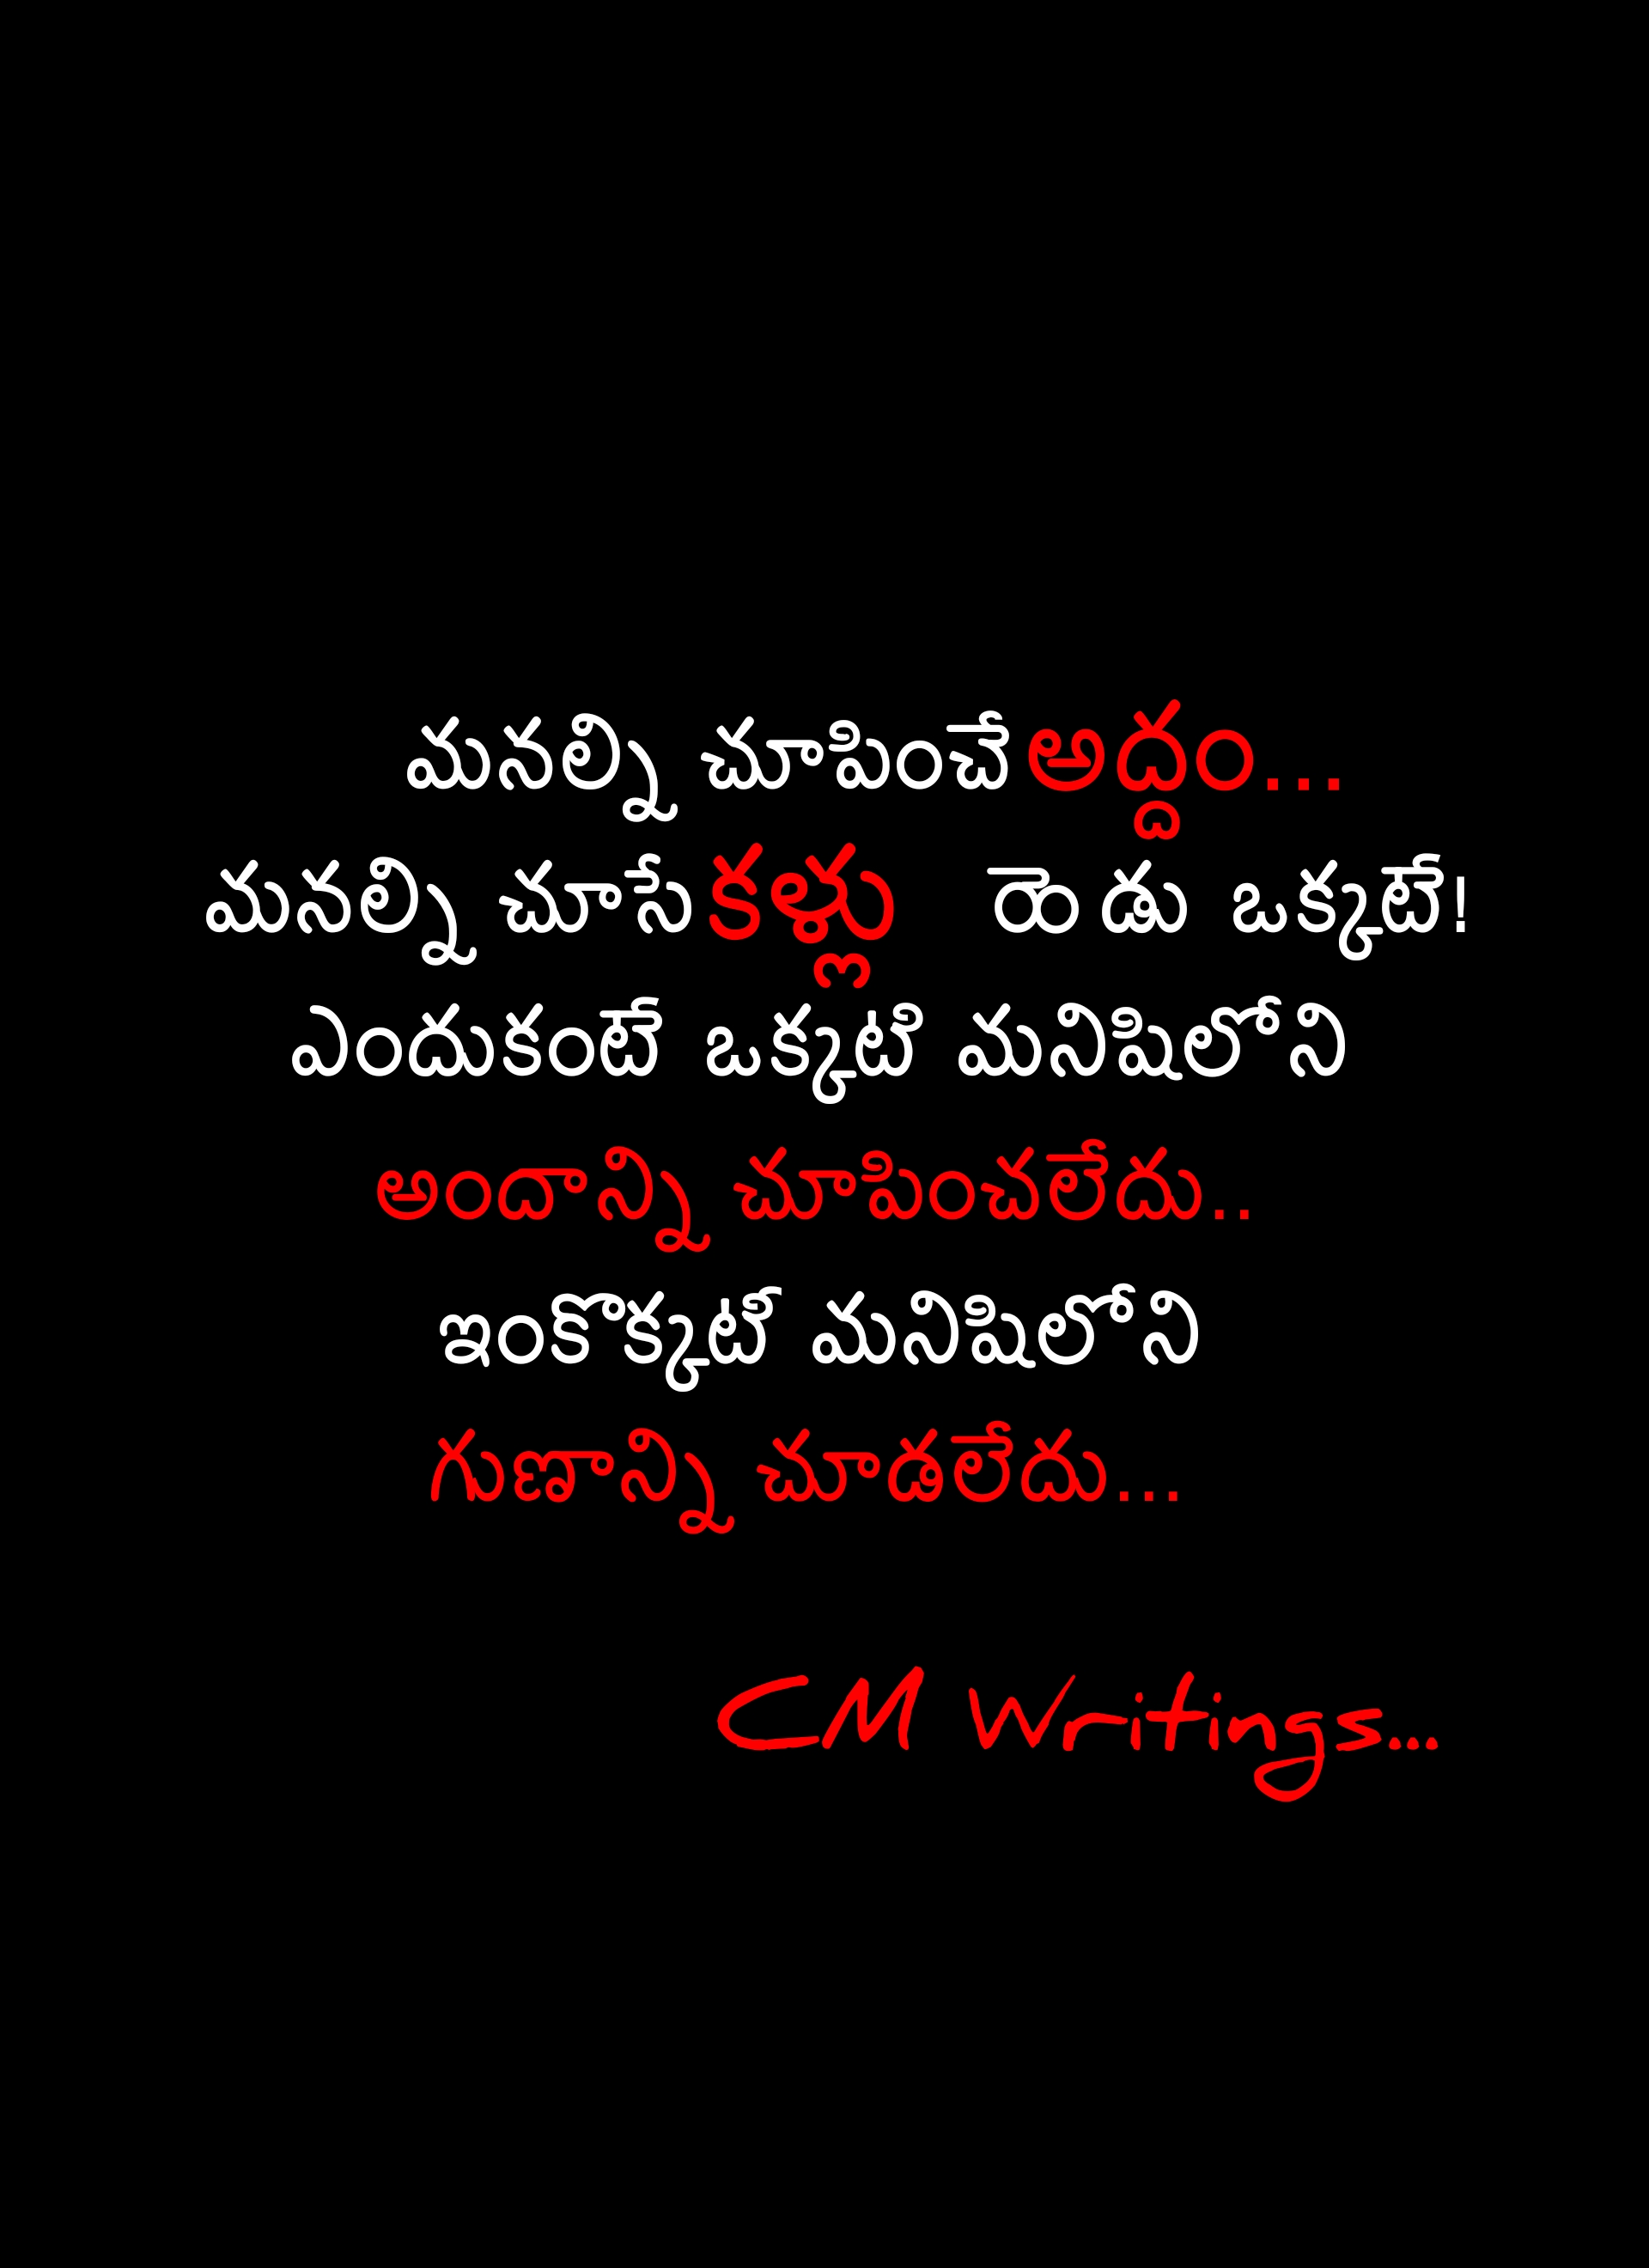 మనల్ని చూపించే అద్దం...
మనల్ని చూసే కళ్లు రెండు ఒక్కటే!
ఎందుకంటే ఒక్కటి మనిషిలోని
అందాన్ని చూపించలేదు..
ఇంకొక్కటి మనిషిలోని
గుణాన్ని చూడలేదు...
CM Writings...